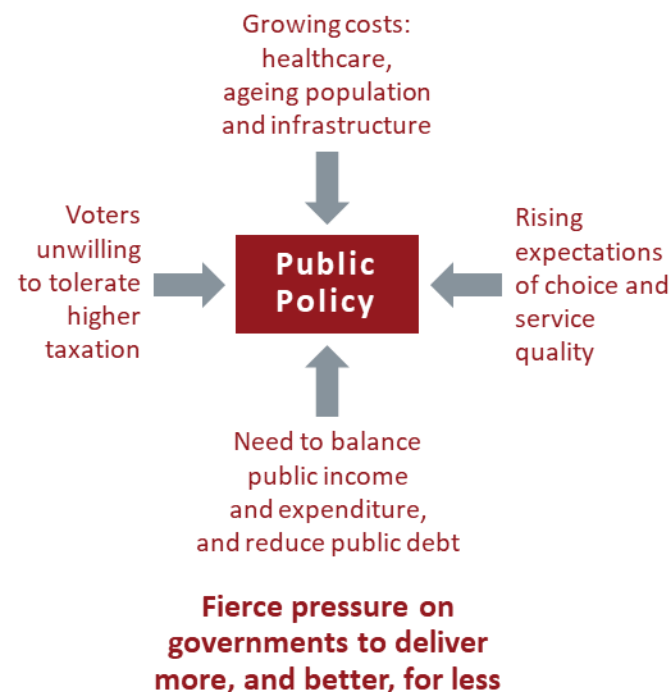 Growing costs:
healthcare,
ageing population
and infrastructure
Voters
unwilling
to tolerate
higher
taxation
Public
Policy
Rising
expectations
of choice and
service
quality
Need to balance
public income
and expenditure,
and reduce public debt
Fierce pressure on
governments to deliver
more, and better, for less